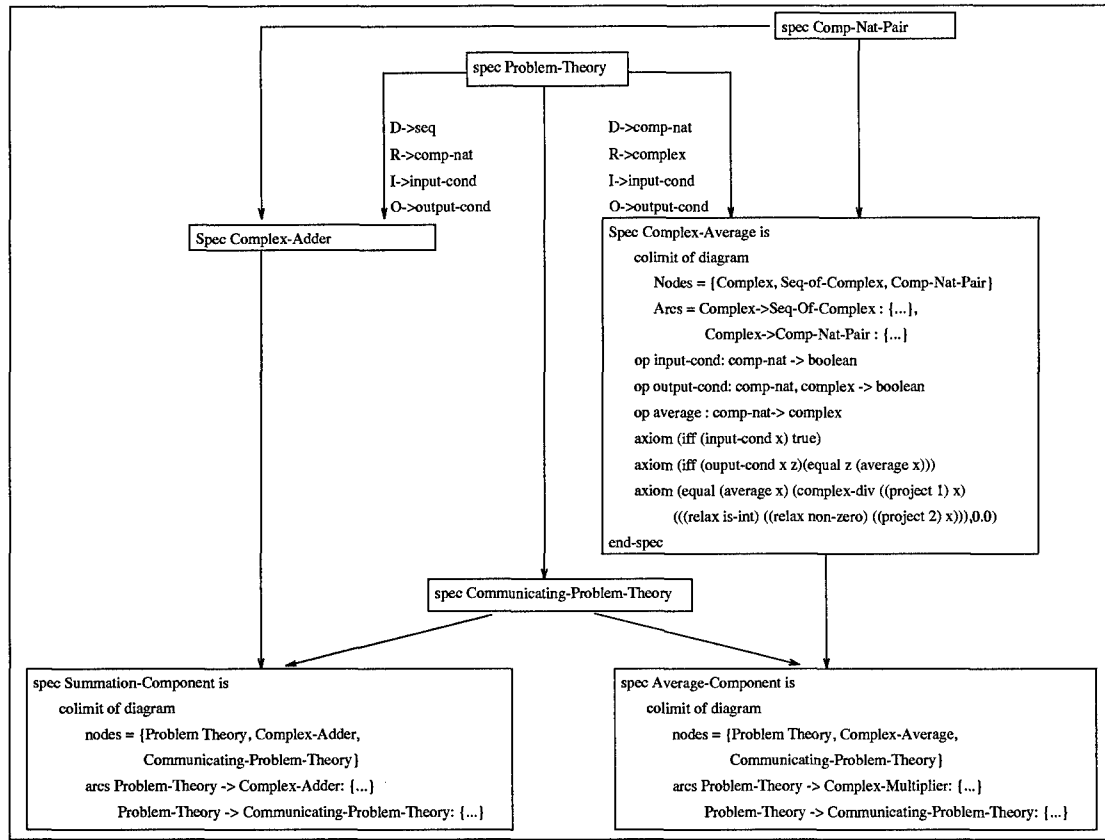 spec Comp-Nat-Pair
spec Problem-Theory
D->seq
R->comp-nat
I->input-cond
O->output-cond
D->comp-nat
R->complex
I->input-cond
O->output-cond
Spec Complex-Adder
Spec Complex-Average is
colimit of diagram
Nodes = {Complex, Seq-of-Complex, Comp-Nat-Pair}
Arcs = Complex->Seq-Of-Complex : {...},
Complex->Comp-Nat-Pair : {...}
op input-cond: comp-nat -> boolean
op output-cond: comp-nat, complex -> boolean
op average : comp-nat-> complex
axiom (iff (input-cond x) true)
axiom (iff (ouput-cond x z)(equal z (average x)))
axiom (equal (average x) (complex-div ((project 1) x)
(((relax is-int) ((relax non-zero) ((project 2) x))),0.0)
end-spec
spec Communicating-Problem-Theory
spec Summation-Component is
colimit of diagram
nodes = {Problem Theory, Complex-Adder,
Communicating-Problem-Theory}
arcs Problem-Theory -> Complex-Adder: {...}
Problem-Theory -> Communicating-Problem-Theory: {...}
spec Average-Component is
colimit of diagram
nodes = {Problem Theory, Complex-Average,
Communicating-Problem-Theory}
arcs Problem-Theory -> Complex-Multiplier: {...}
Problem-Theory -> Communicating-Problem-Theory: {...}